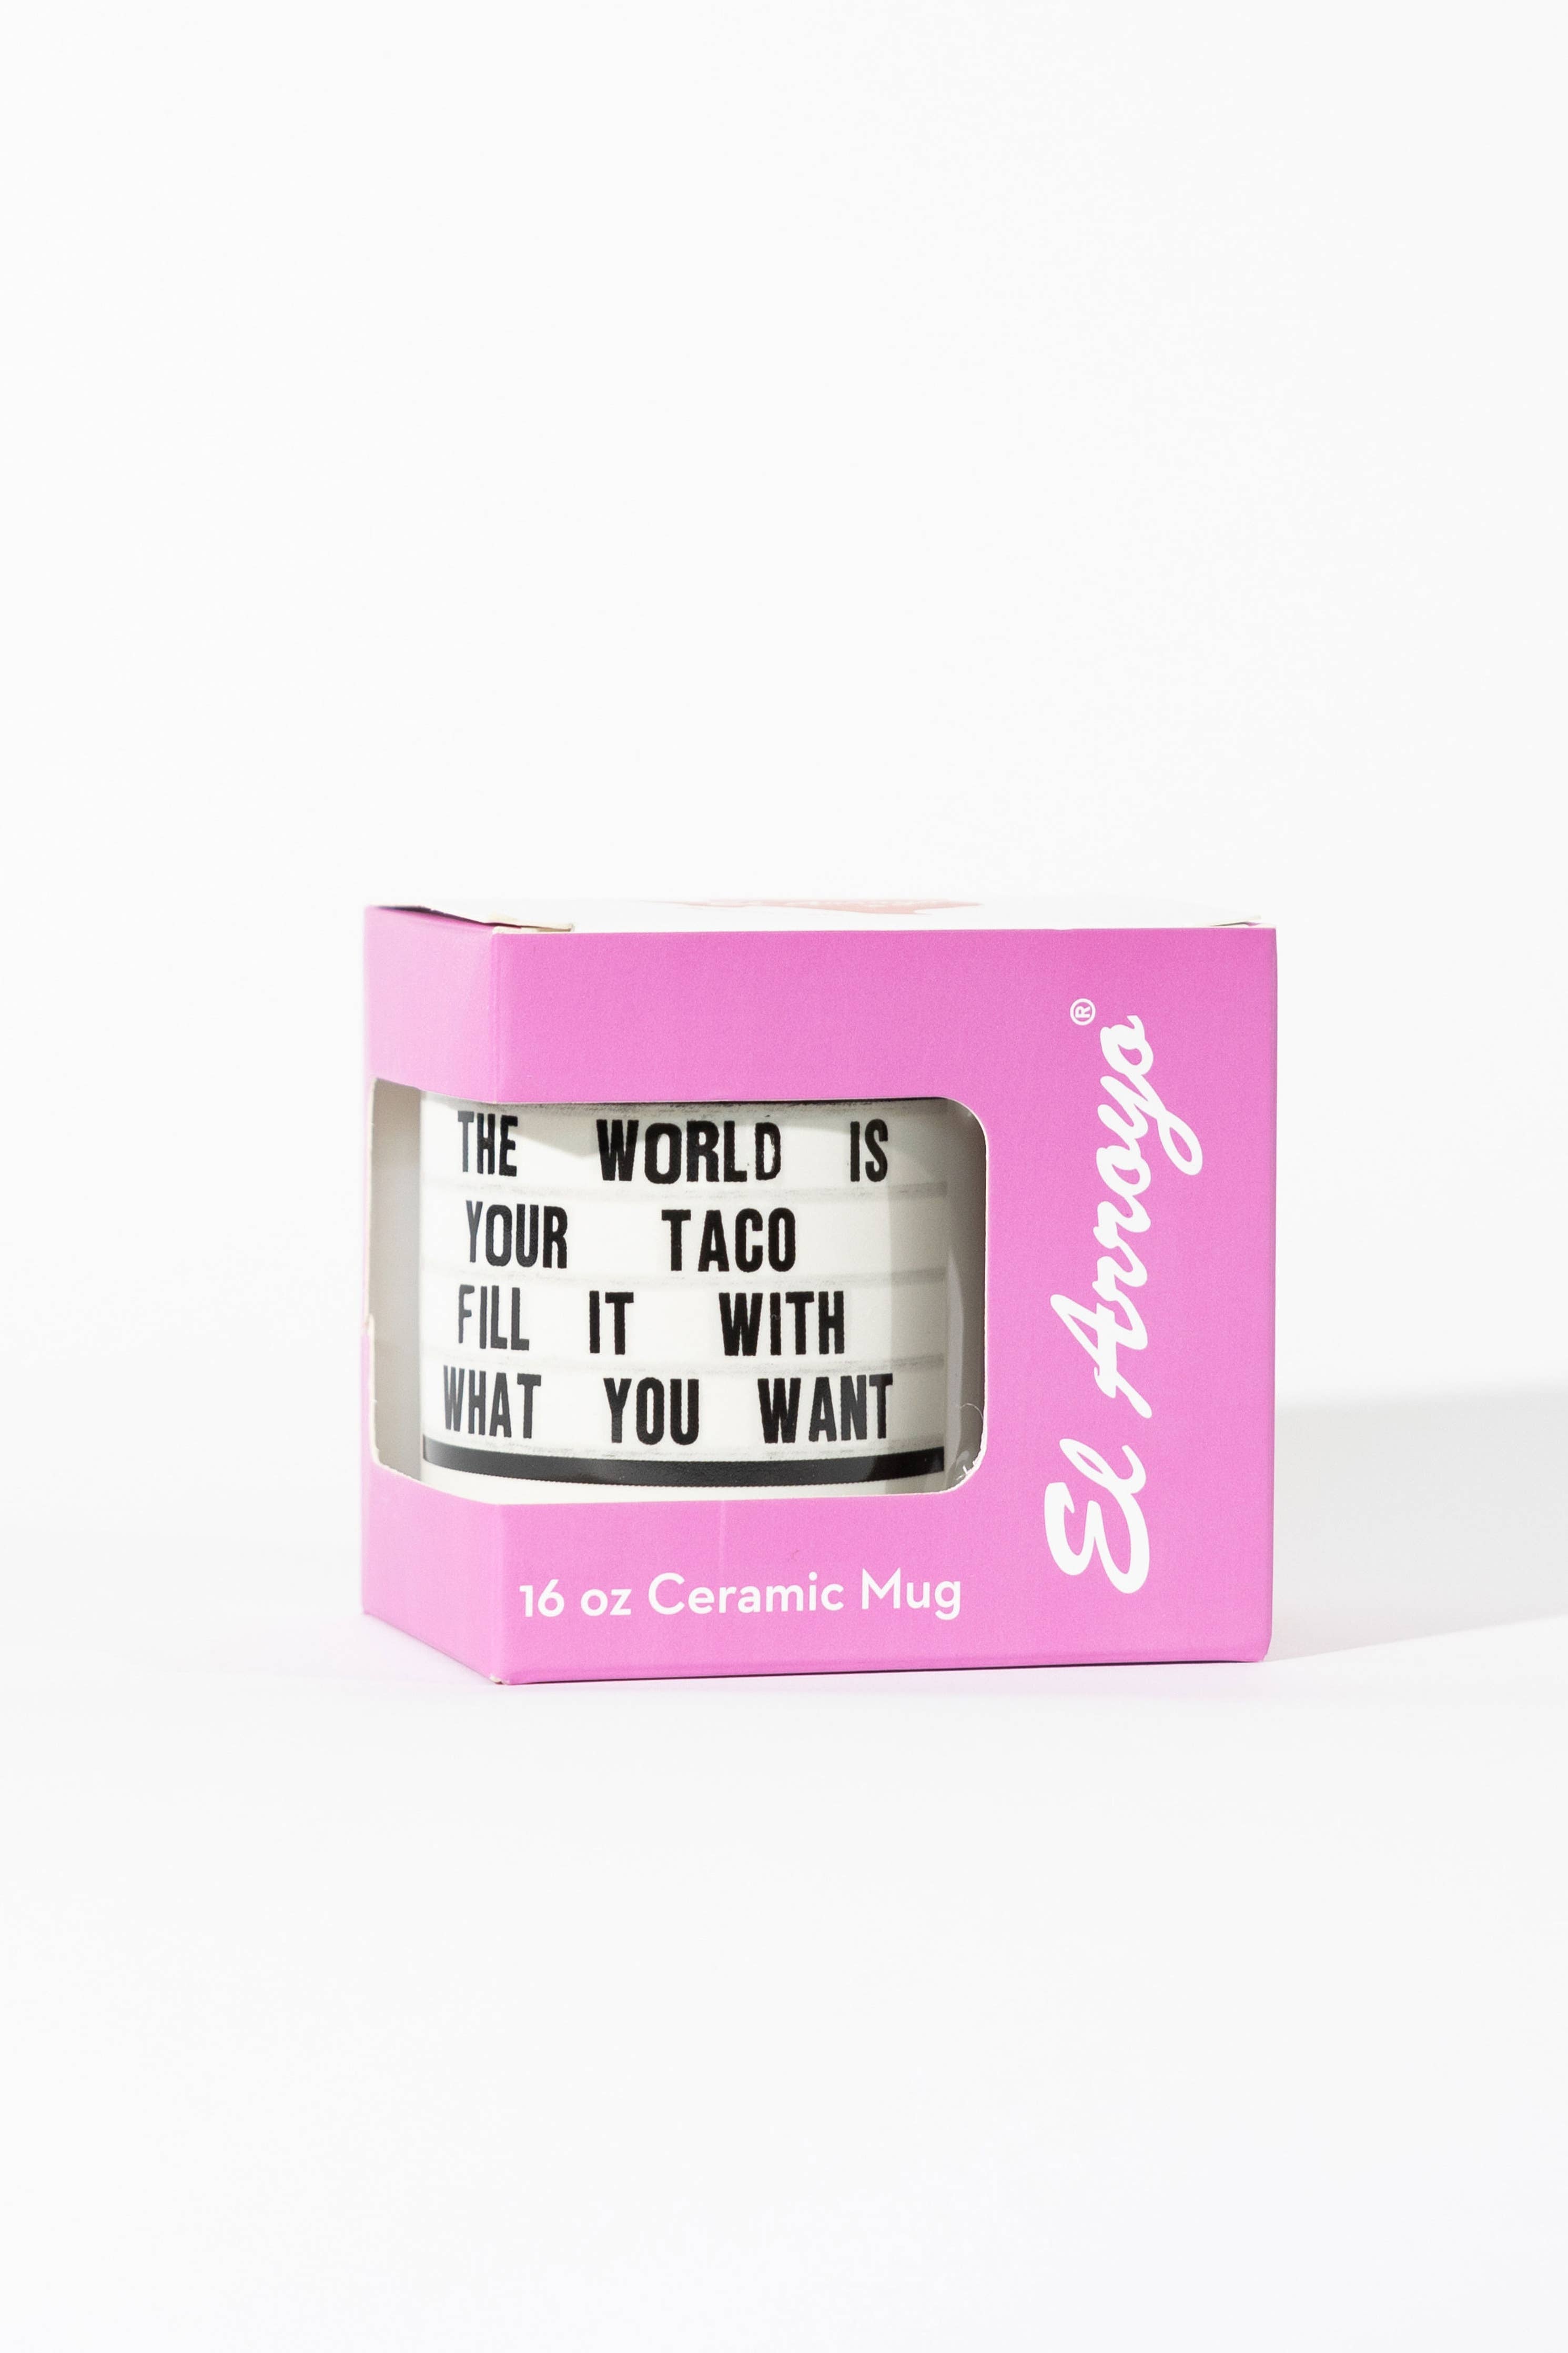 THE WORLD IS
YOUR TACO
FILL IT WITH
WHAT YOU WANT
16 oz Ceramic Mug
El Arroyo®